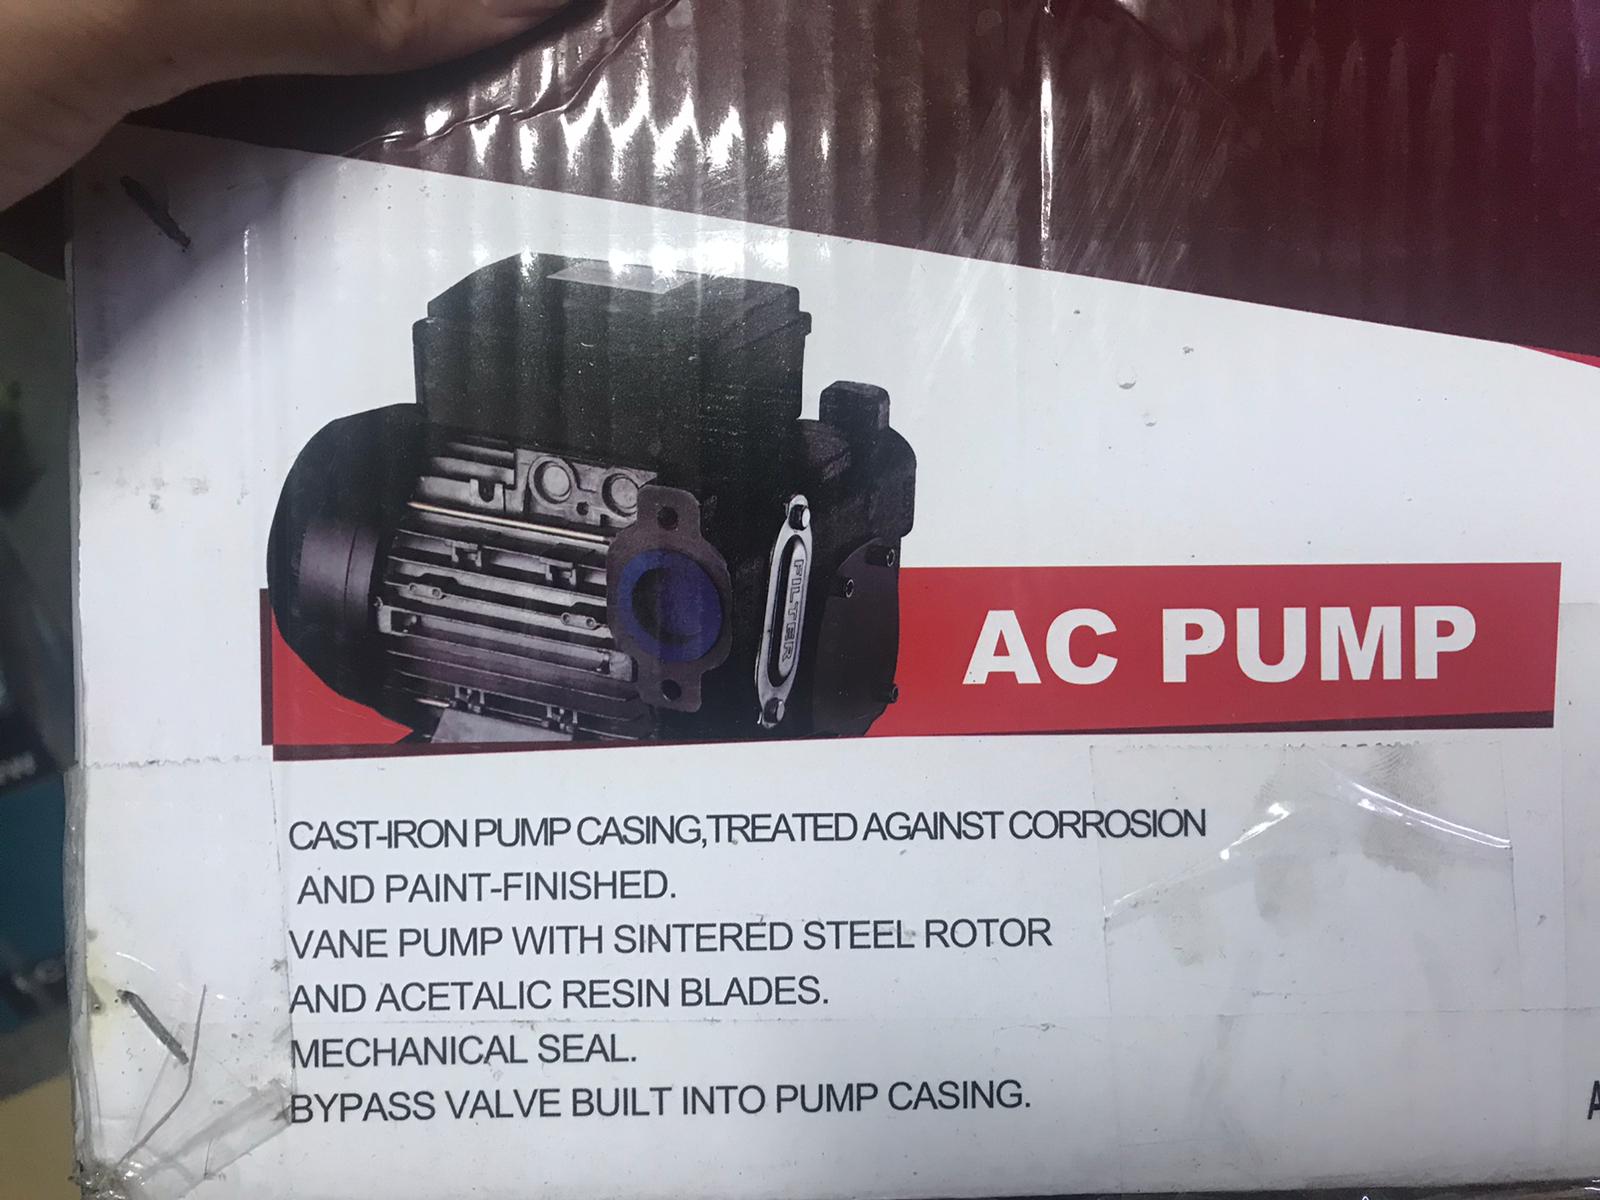 FILTER
AC PUMP
CAST-IRON PUMP CASING,TREATED AGAINST CORROSION
AND PAINT-FINISHED.
VANE PUMP WITH SINTERED STEEL ROTOR
AND ACETALIC RESIN BLADES.
MECHANICAL SEAL.
BYPASS VALVE BUILT INTO PUMP CASING.